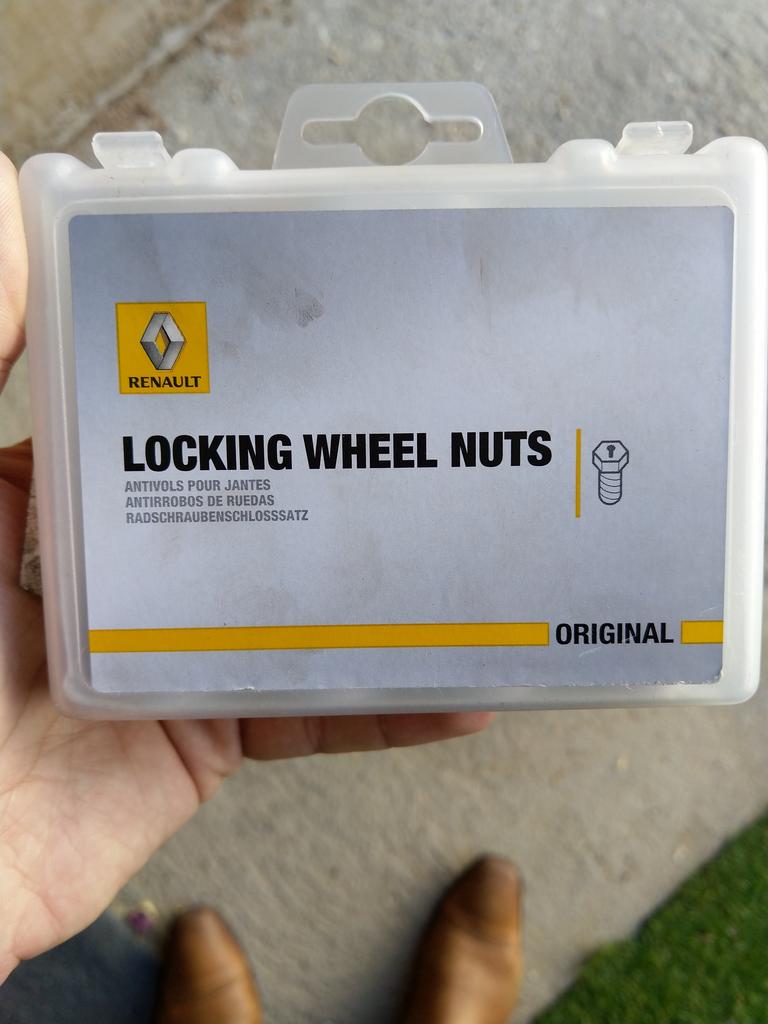 RENAULT
LOCKING WHEEL NUTS
ANTIVOLS POUR JANTES
ANTIRROBOS DE RUEDAS
RADSCHRAUBENSCHLOSSSATZ
ORIGINAL